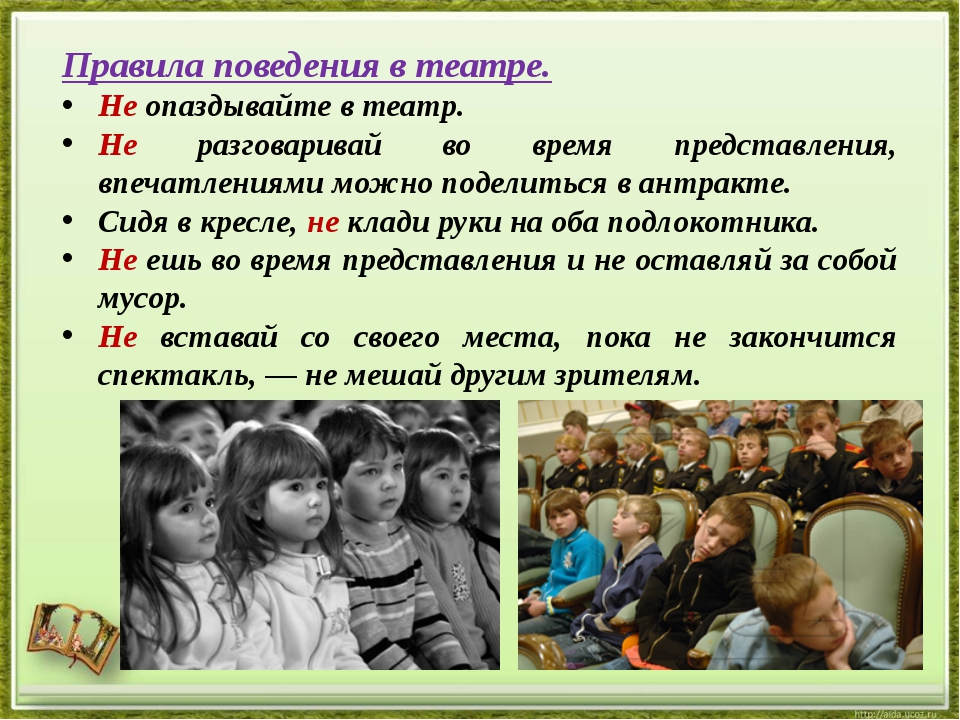 Правила поведения в театре.
• Не опаздывайте в театр.
• Не разговаривай во время представления,
впечатлениями можно поделиться в антракте.
• Сидя в кресле, не клади руки на оба подлокотника.
• Не ешь во время представления и не оставляй за собой
мусор.
• Не вставай со своего места, пока не закончится
спектакль, — не мешай другим зрителям.
http://aida.ucoz.ru